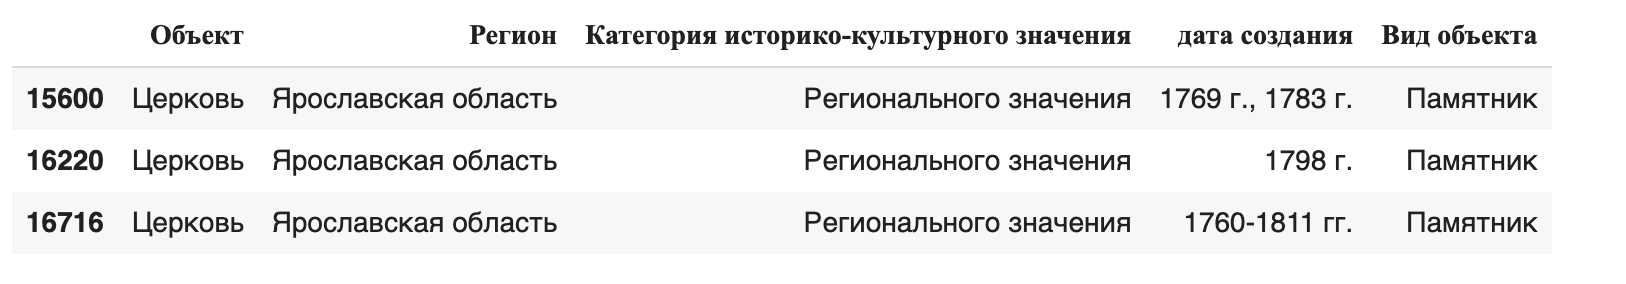 Объект Регион Категория историко-культурного значения дата создания Вид объекта
15600 Церковь Ярославская область Регионального значения 1769 г., 1783 г. Памятник
16220 Церковь Ярославская область Регионального значения 1798 г. Памятник
16716 Церковь Ярославская область Регионального значения 1760-1811 гг. Памятник